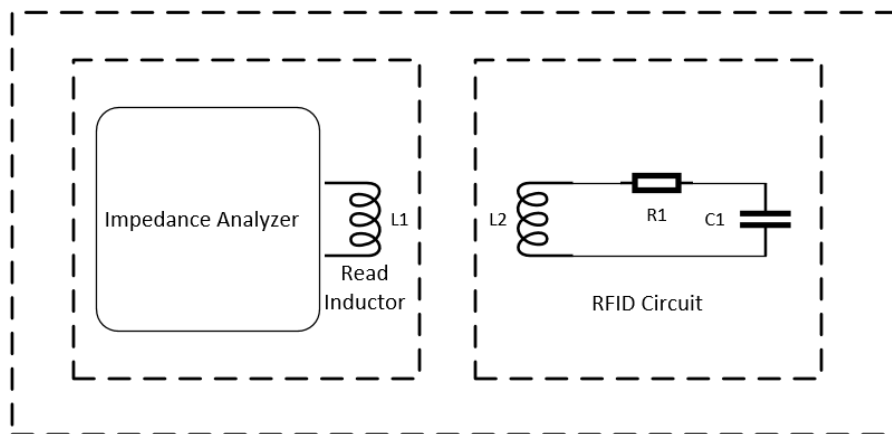 Impedance Analyzer
L1
Read
Inductor
L2
R1
C1
RFID Circuit